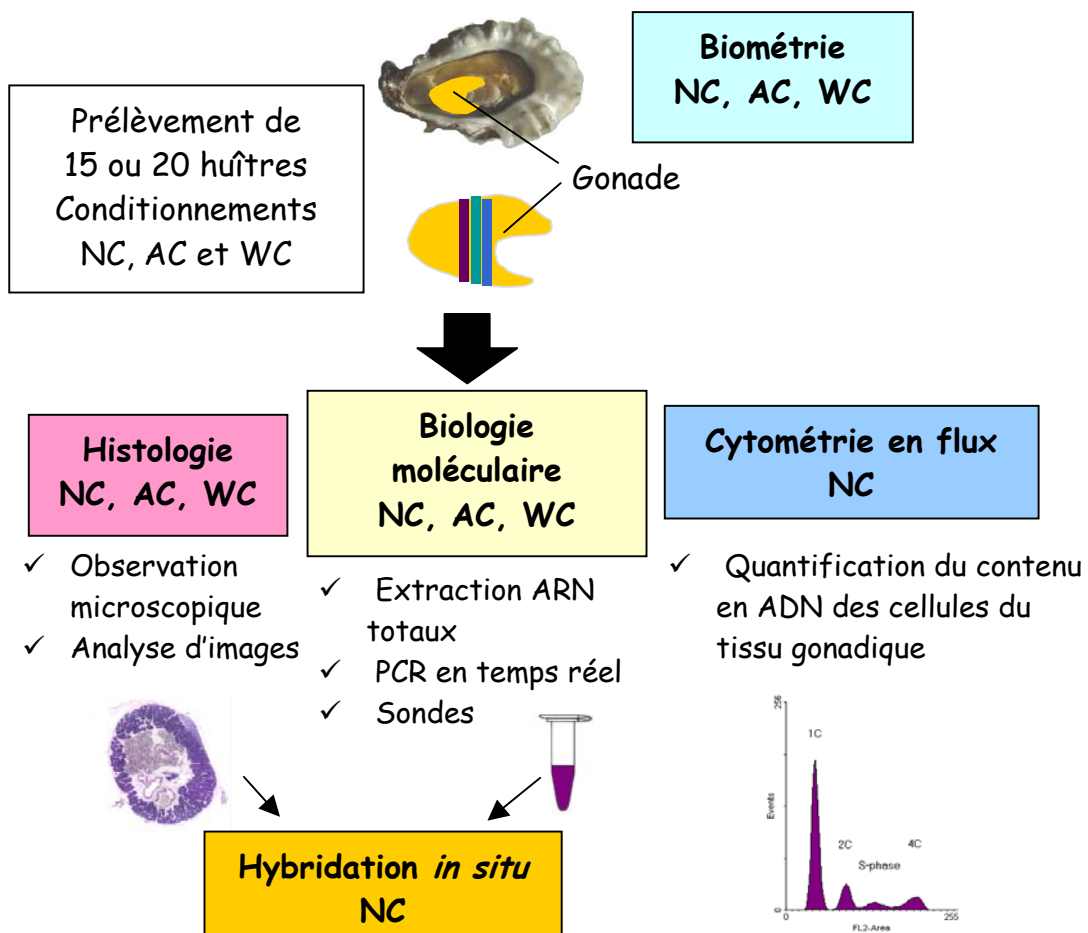 Biométrie
NC, AC, WC
Prélèvement de
15 ou 20 huîtres
Conditionnements
NC, AC et WC
Gonade
Histologie
NC, AC, WC
✓ Observation
microscopique
✓ Analyse d'images
Biologie
moléculaire
NC, AC, WC
✓ Extraction ARN
totaux
✓ PCR en temps réel
✓ Sondes
Cytométrie en flux
NC
✓ Quantification du contenu
en ADN des cellules du
tissu gonadique
256
1C
2C
4C
S-phase
Events
0
0
255
FL2-Area
Hybridation in situ
NC